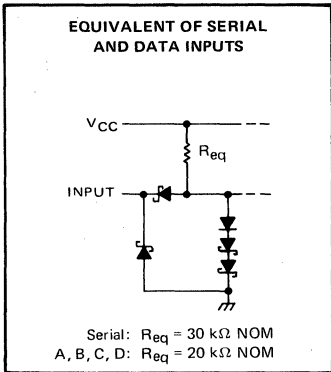 EQUIVALENT OF SERIAL
AND DATA INPUTS
VCC
Req
INPUT
Serial: Req = 30 kΩ NOM
A, B, C, D: Req = 20 kΩ NOM